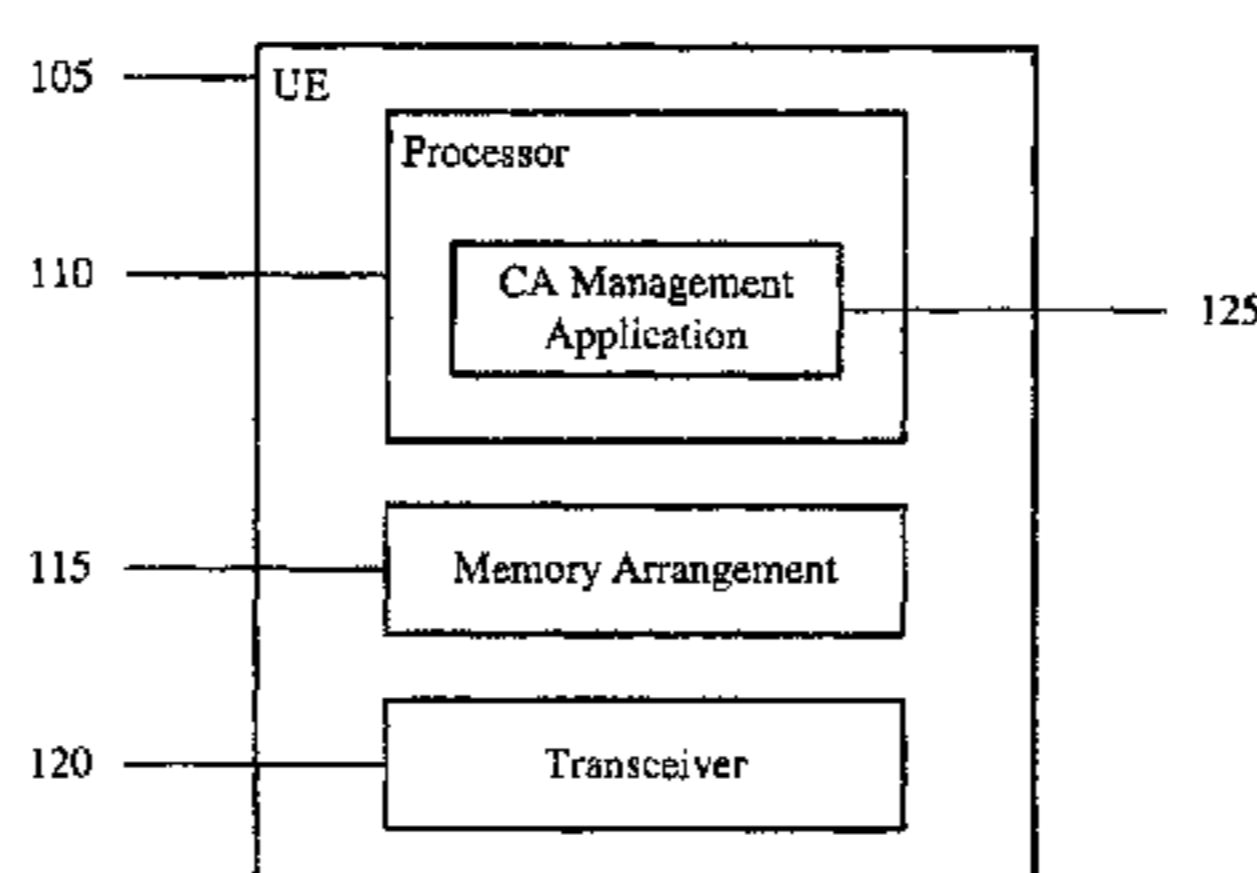 105
UE
Processor
110
CA Management
Application
125
115
Memory Arrangement
120
Transceiver